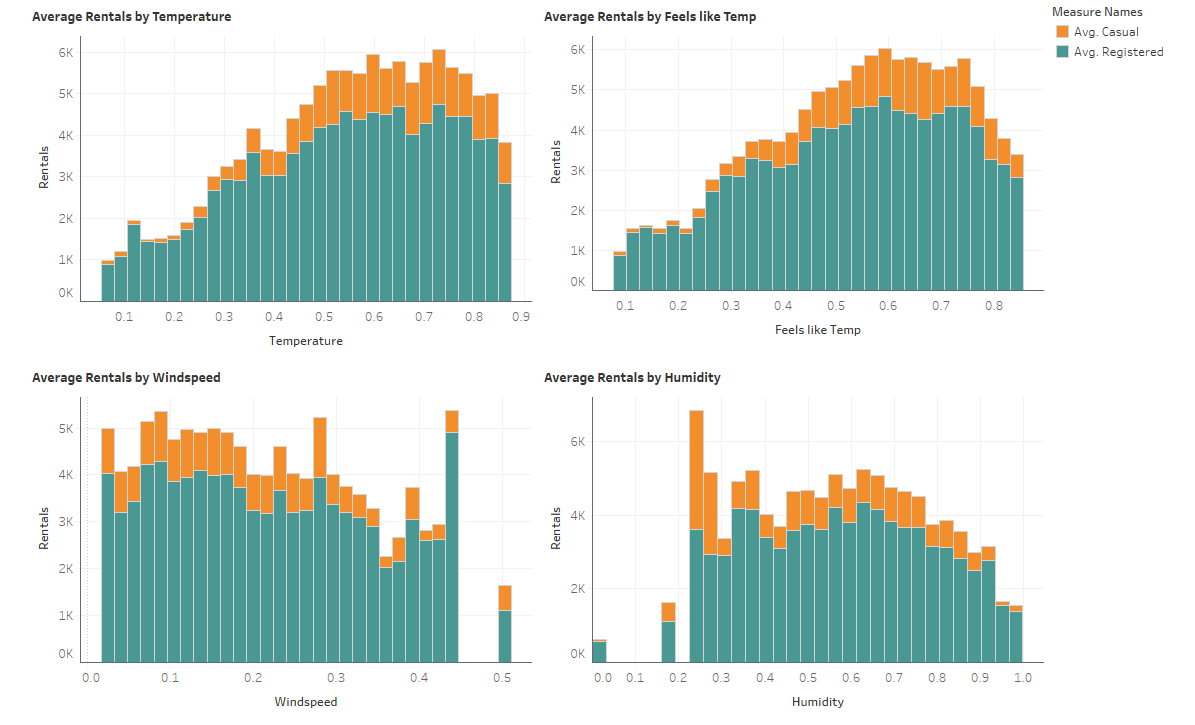 Average Rentals by Temperature
6K
5K
4K
3K
2K
1K
0K
Rentals
0.1 0.2 0.3 0.4 0.5 0.6 0.7 0.8 0.9
Temperature
Average Rentals by Feels like Temp
6K
5K
4K
3K
2K
1K
0K
Rentals
0.1 0.2 0.3 0.4 0.5 0.6 0.7 0.8
Feels like Temp
Measure Names
Avg. Casual
Avg. Registered
Average Rentals by Windspeed
5K
4K
3K
2K
1K
0K
Rentals
0.0 0.1 0.2 0.3 0.4 0.5
Windspeed
Average Rentals by Humidity
6K
4K
2K
0K
Rentals
0.0 0.1 0.2 0.3 0.4 0.5 0.6 0.7 0.8 0.9 1.0
Humidity